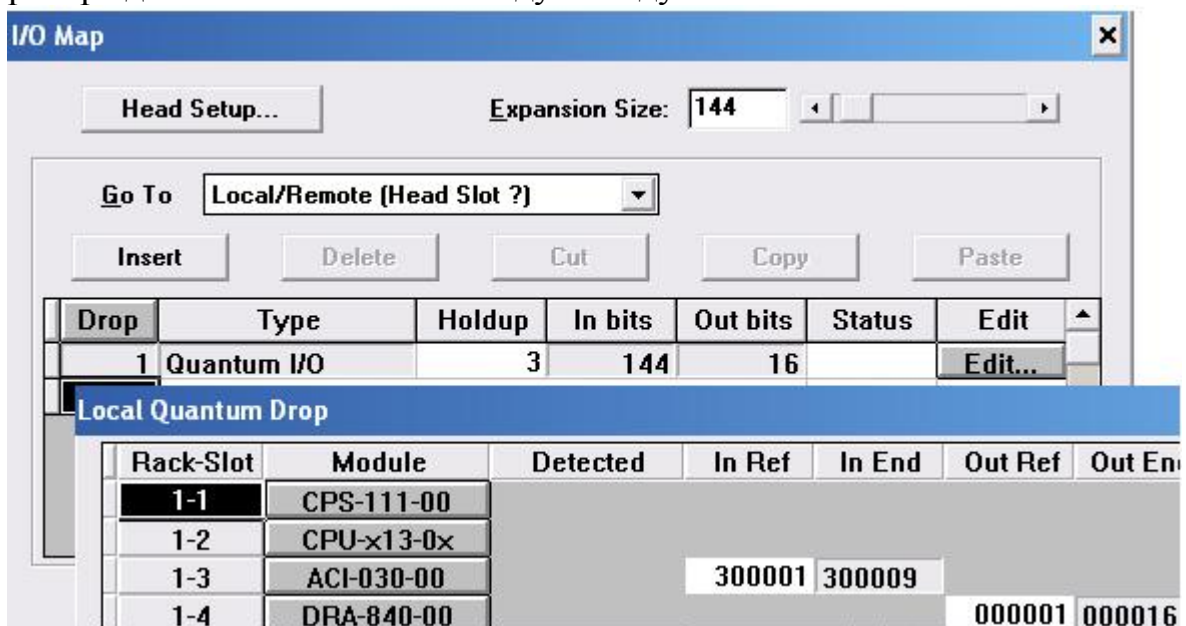 I/O Map
Head Setup... Expansion Size: 144
Go To Local/Remote (Head Slot ?)
Insert Delete Cut Copy Paste
Drop Type Holdup In bits Out bits Status Edit
1 Quantum I/O 3 144 16 Edit...
Local Quantum Drop
Rack-Slot Module Detected In Ref In End Out Ref Out En
1-1 CPS-111-00
1-2 CPU-x13-0x
1-3 ACI-030-00 300001 300009
1-4 DRA-840-00 000001 000016